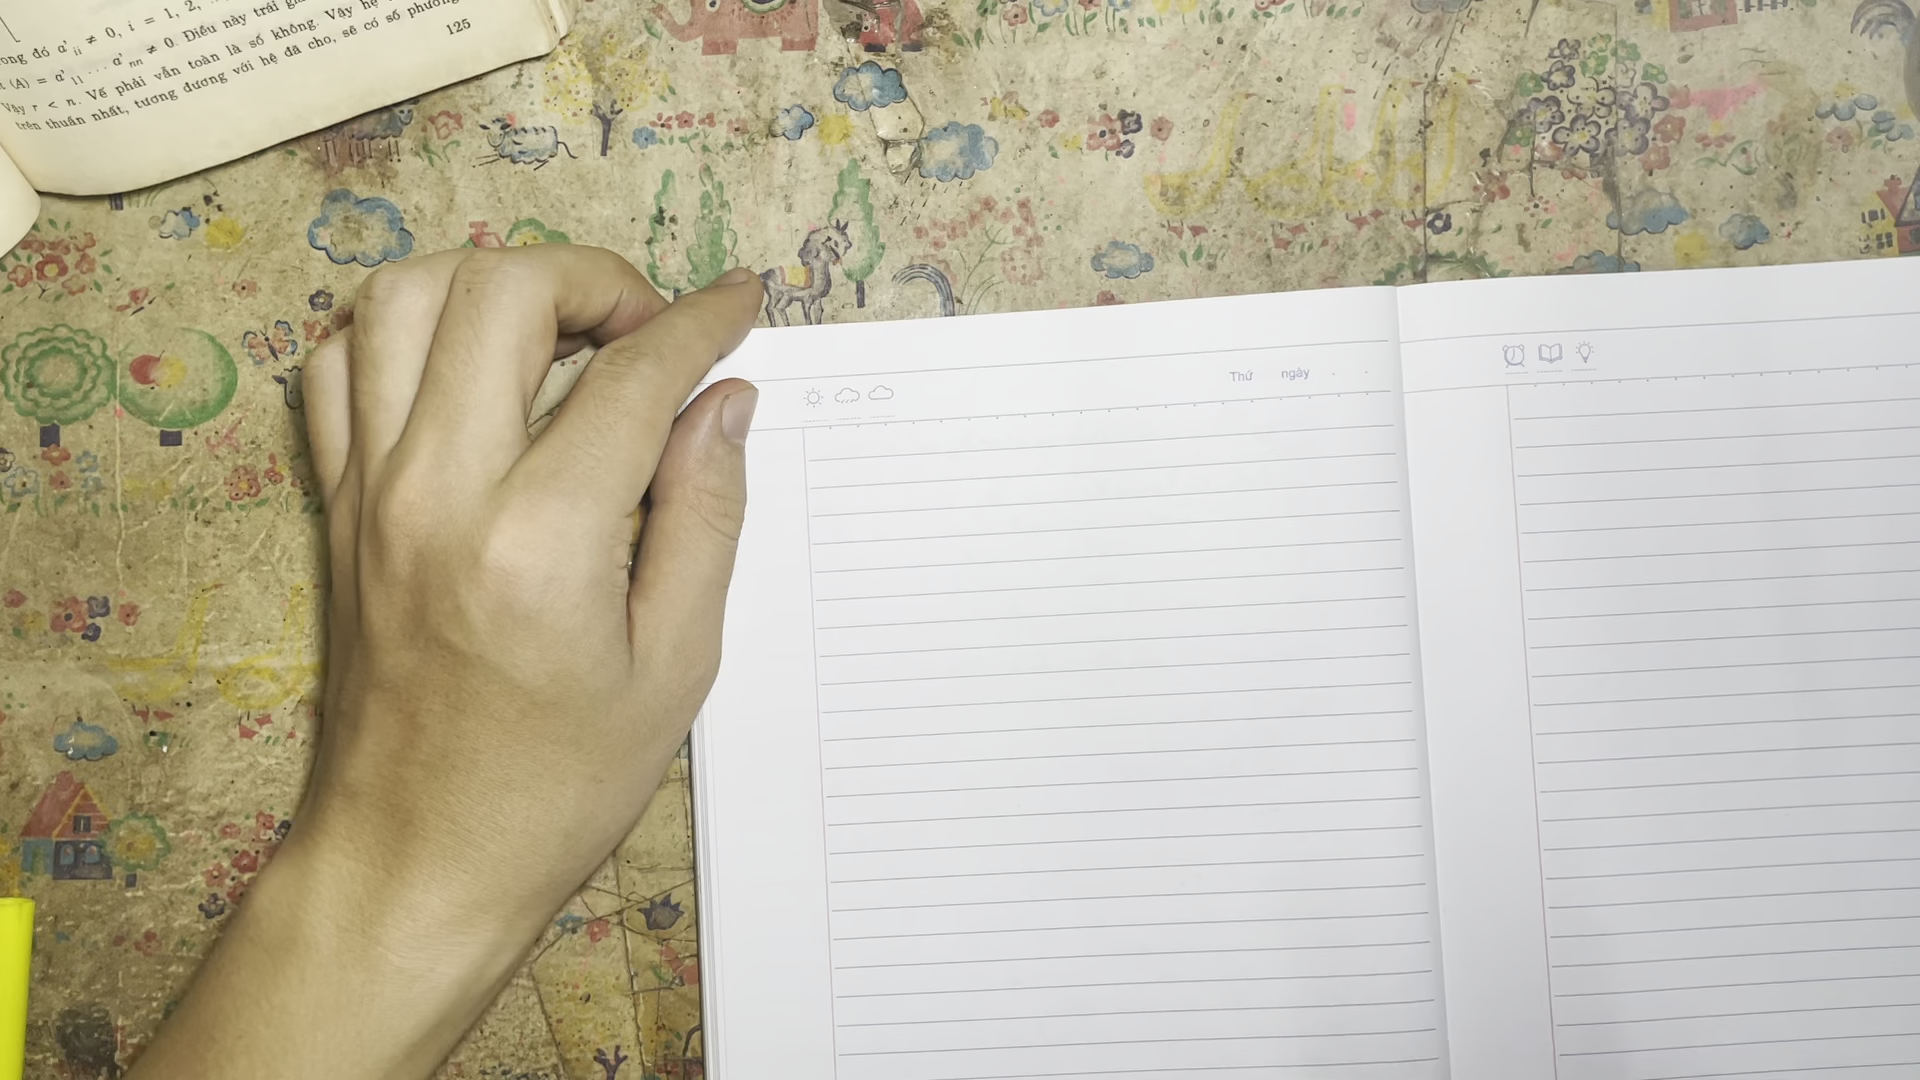 ong đó a'ᵢᵢ ≠ 0, i = 1, 2,
(A) = a'₁₁ ... a'ₙₙ ≠ 0. Điều này trái
Vậy r < n. Vế phải vẫn toàn là số không. Vậy hệ
trên thuần nhất, tương đương với hệ đã cho, sẽ có số phương
125
Thứ ngày . .